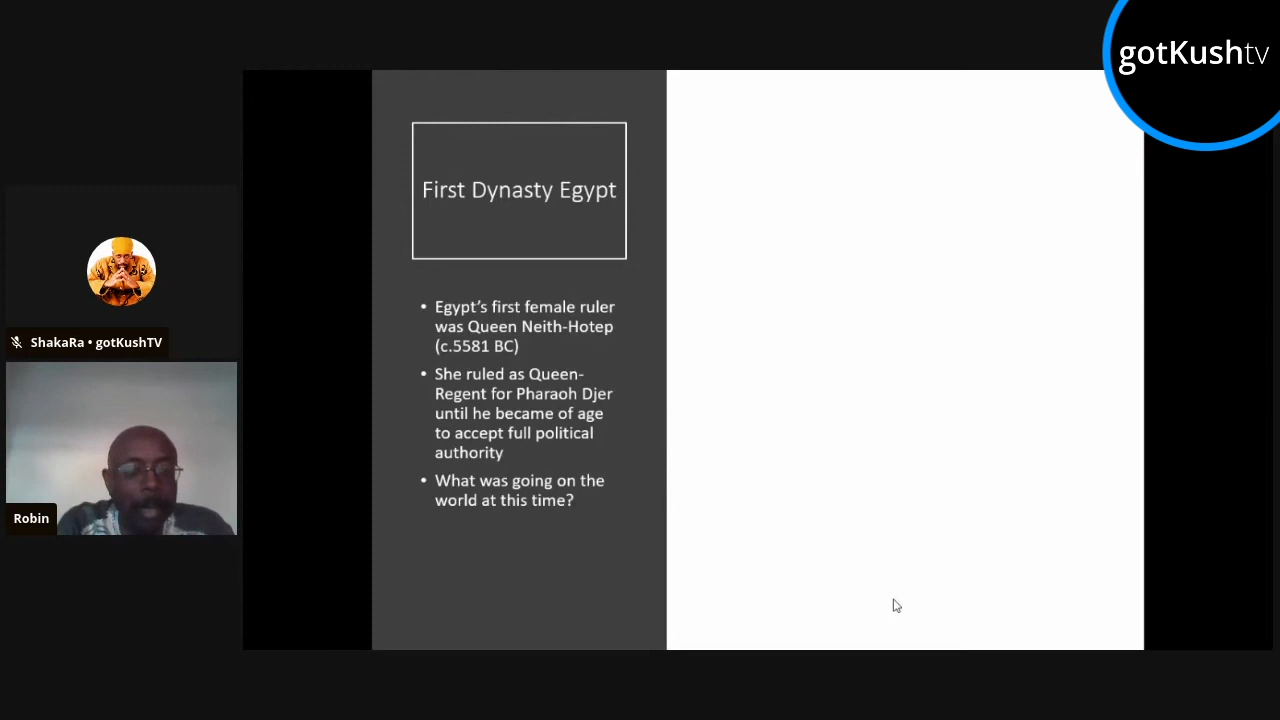 gotKushtv
First Dynasty Egypt
• Egypt's first female ruler
was Queen Neith-Hotep
(c.5581 BC)
• She ruled as Queen-
Regent for Pharaoh Djer
until he became of age
to accept full political
authority
• What was going on the
world at this time?
ShakaRa • gotKushTV
Robin